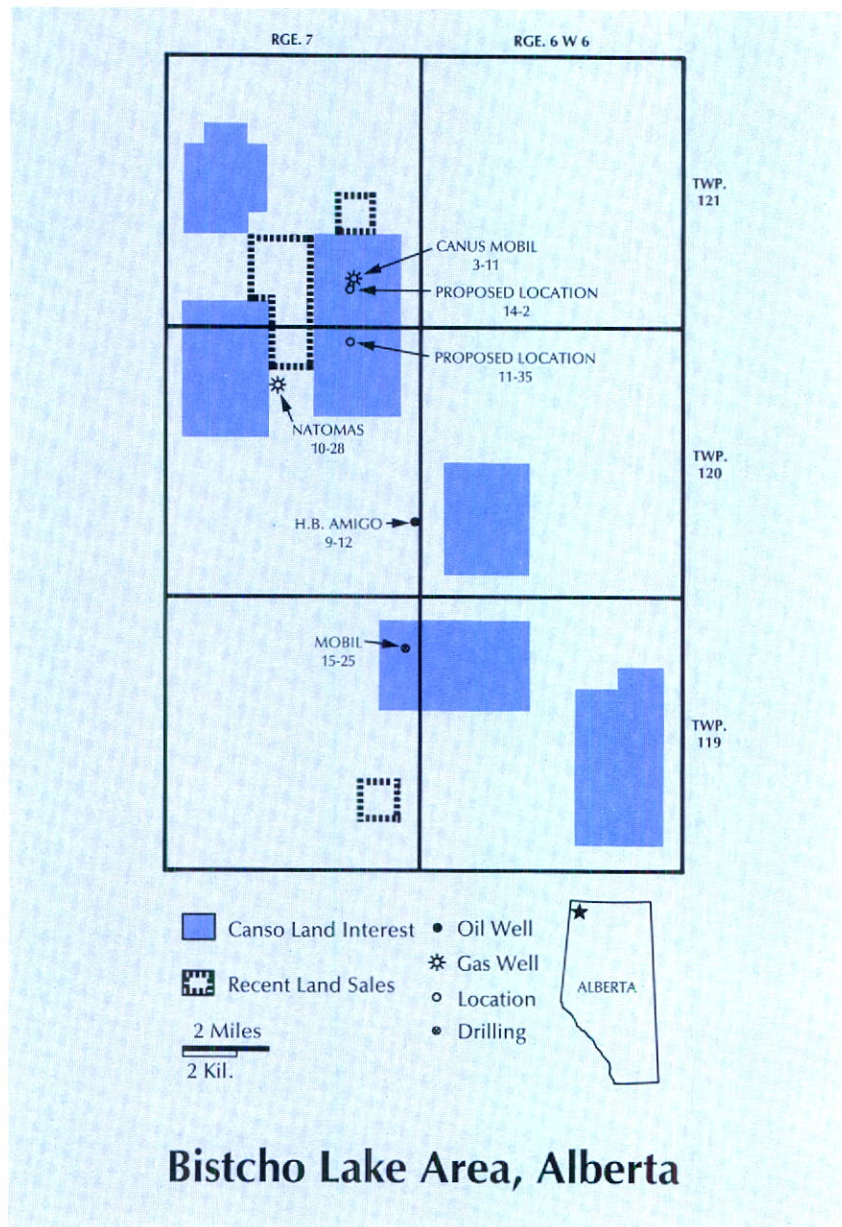 RGE. 7
RGE. 6 W 6
TWP.
121
CANUS MOBIL
3-11
PROPOSED LOCATION
14-2
PROPOSED LOCATION
11-35
NATOMAS
10-28
TWP.
120
H.B. AMIGO
9-12
MOBIL
15-25
TWP.
119
Canso Land Interest
Oil Well
Gas Well
Recent Land Sales
Location
Drilling
ALBERTA
2 Miles
2 Kil.
Bistcho Lake Area, Alberta